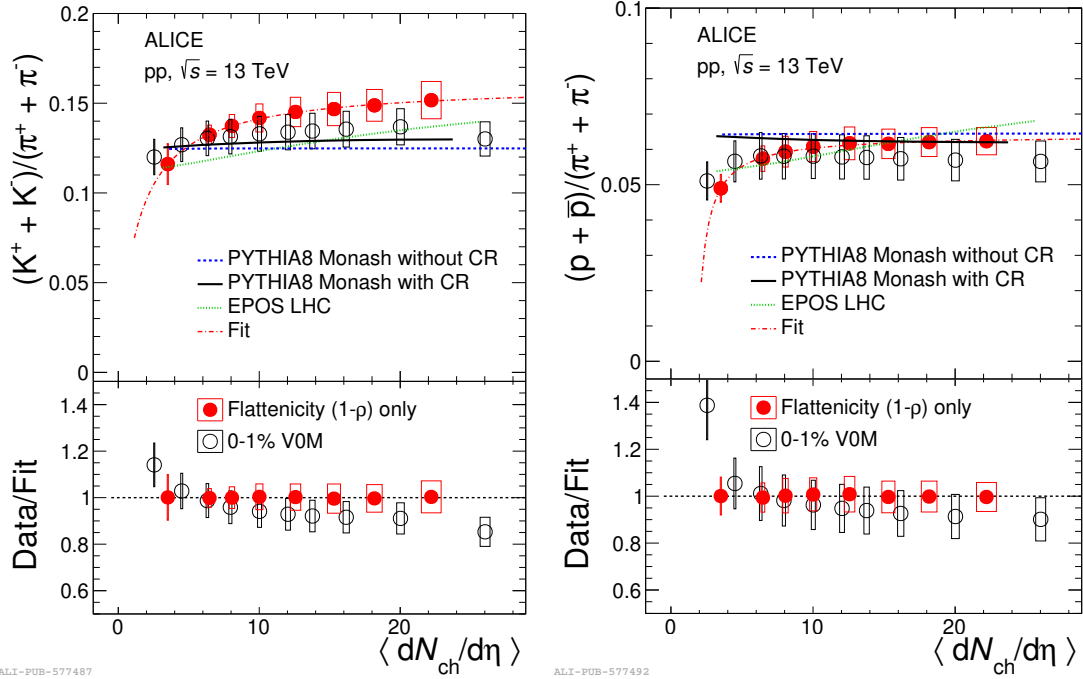 ALICE
pp, √s = 13 TeV
(K⁺ + K⁻)/(π⁺ + π⁻)
0.2
0.15
0.1
0.05
0
PYTHIA8 Monash without CR
PYTHIA8 Monash with CR
EPOS LHC
Fit
Data/Fit
1.4
1.2
1
0.8
0.6
Flattenicity (1-ρ) only
0-1% V0M
0 10 20
⟨ dN_ch/dη ⟩
ALI-PUB-577487
ALICE
pp, √s = 13 TeV
(p + p̄)/(π⁺ + π⁻)
0.1
0.05
0
PYTHIA8 Monash without CR
PYTHIA8 Monash with CR
EPOS LHC
Fit
Data/Fit
1.4
1.2
1
0.8
0.6
Flattenicity (1-ρ) only
0-1% V0M
0 10 20
⟨ dN_ch/dη ⟩
ALI-PUB-577492